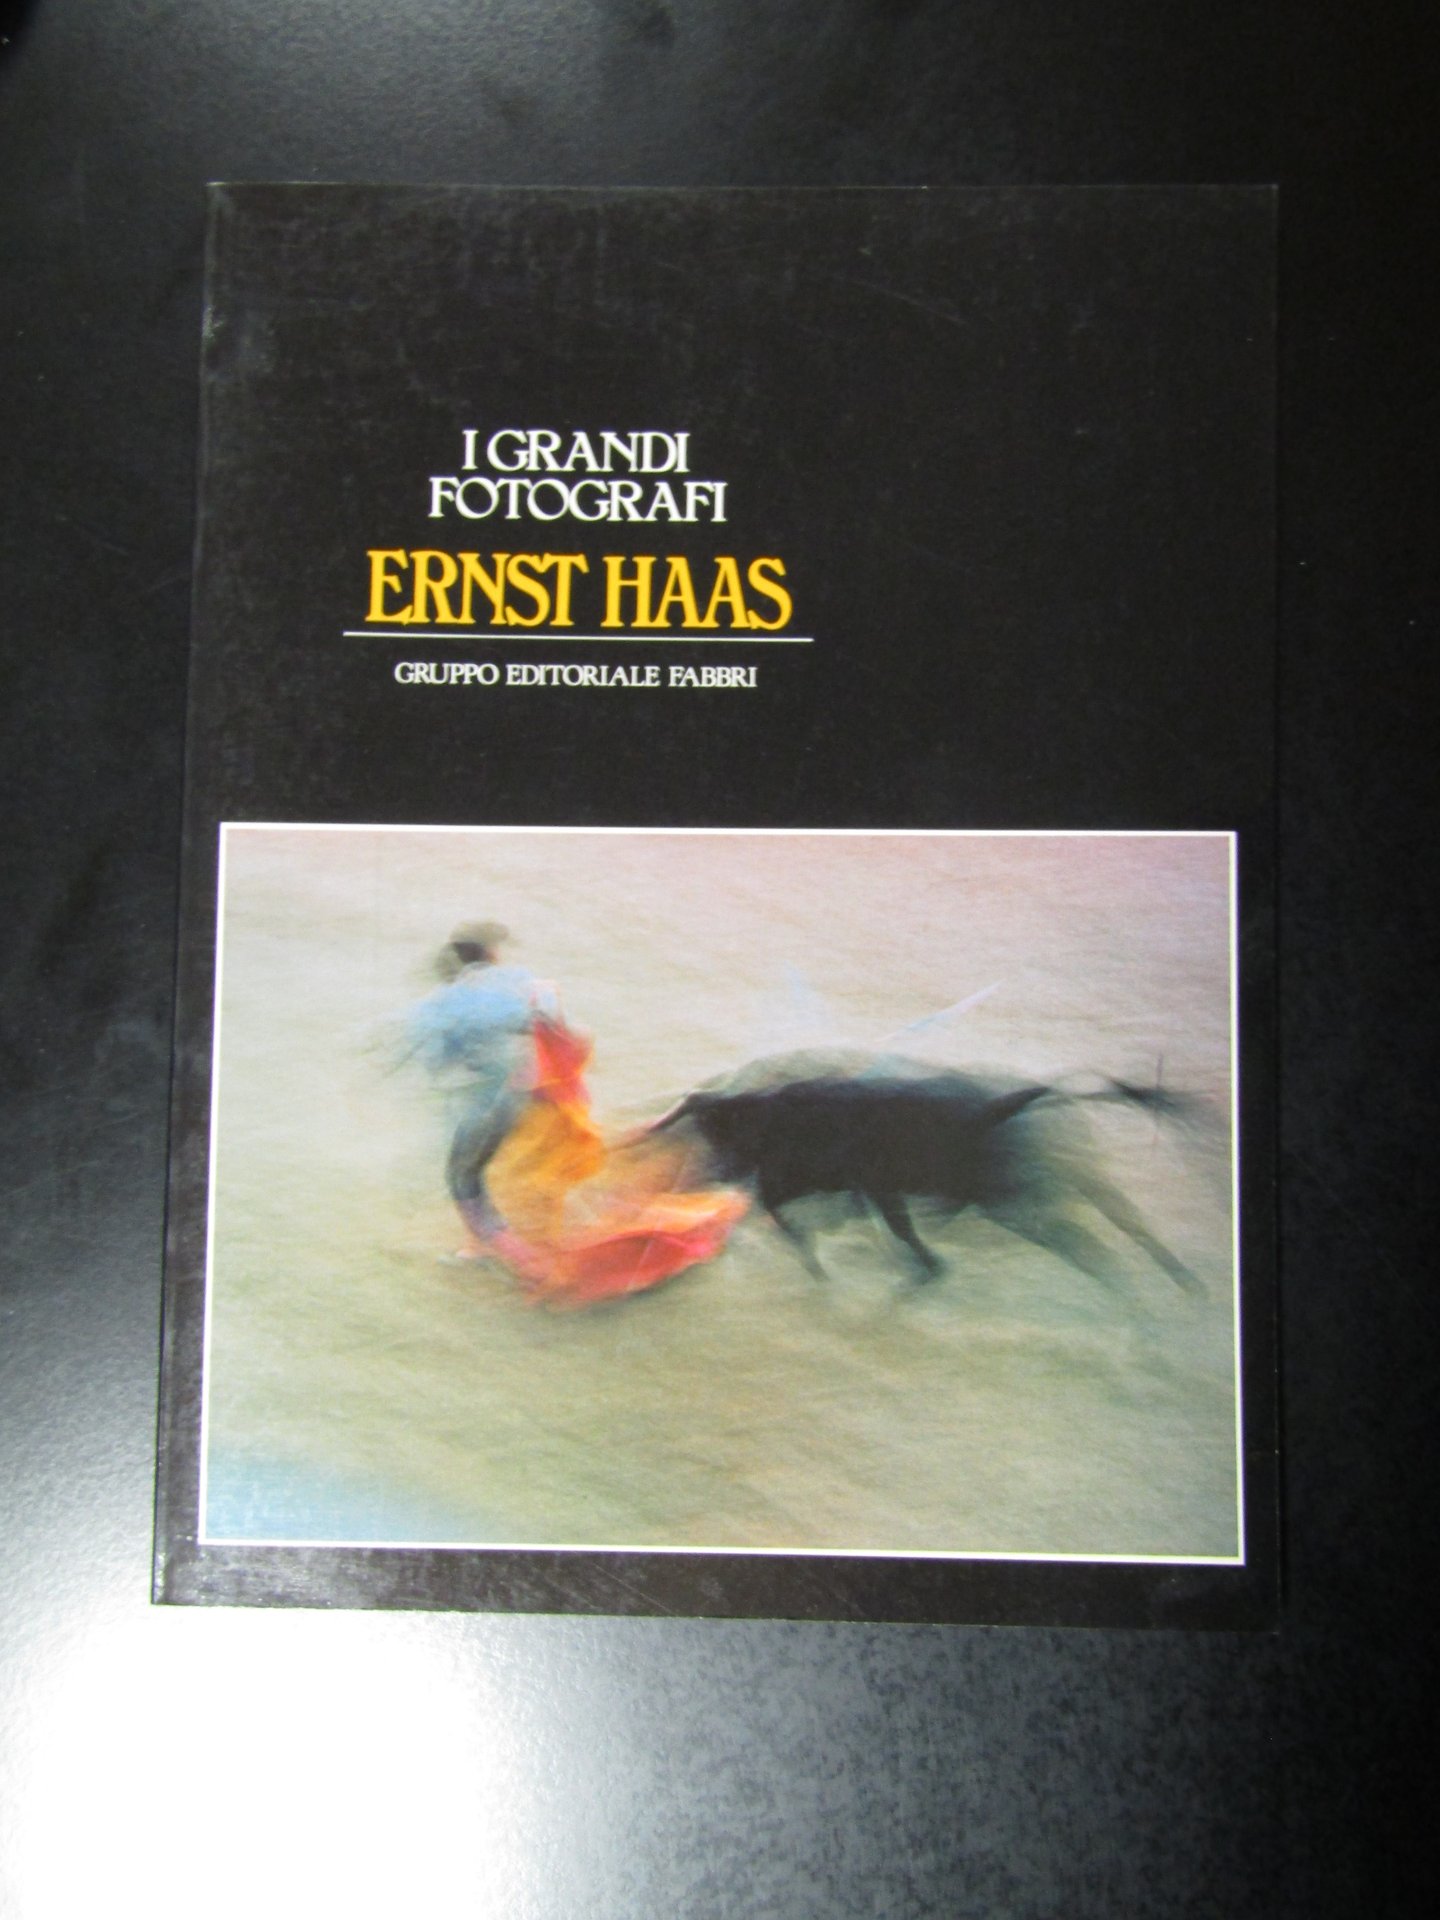 I GRANDI
FOTOGRAFI
ERNST HAAS
GRUPPO EDITORIALE FABBRI